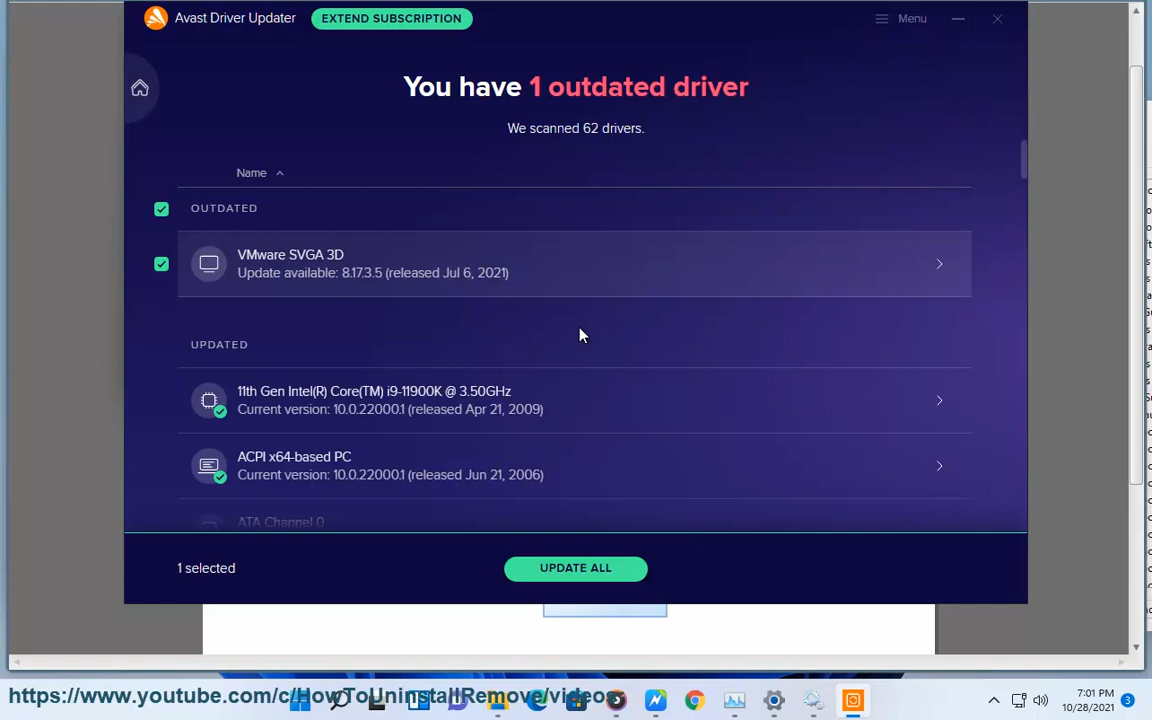 Avast Driver Updater
EXTEND SUBSCRIPTION
Menu
You have 1 outdated driver
We scanned 62 drivers.
Name
OUTDATED
VMware SVGA 3D
Update available: 8.17.3.5 (released Jul 6, 2021)
UPDATED
11th Gen Intel(R) Core(TM) i9-11900K @ 3.50GHz
Current version: 10.0.22000.1 (released Apr 21, 2009)
ACPI x64-based PC
Current version: 10.0.22000.1 (released Jun 21, 2006)
ATA Channel 0
1 selected
UPDATE ALL
https://www.youtube.com/c/HowToUninstallRemove/videos
7:01 PM
10/28/2021
3